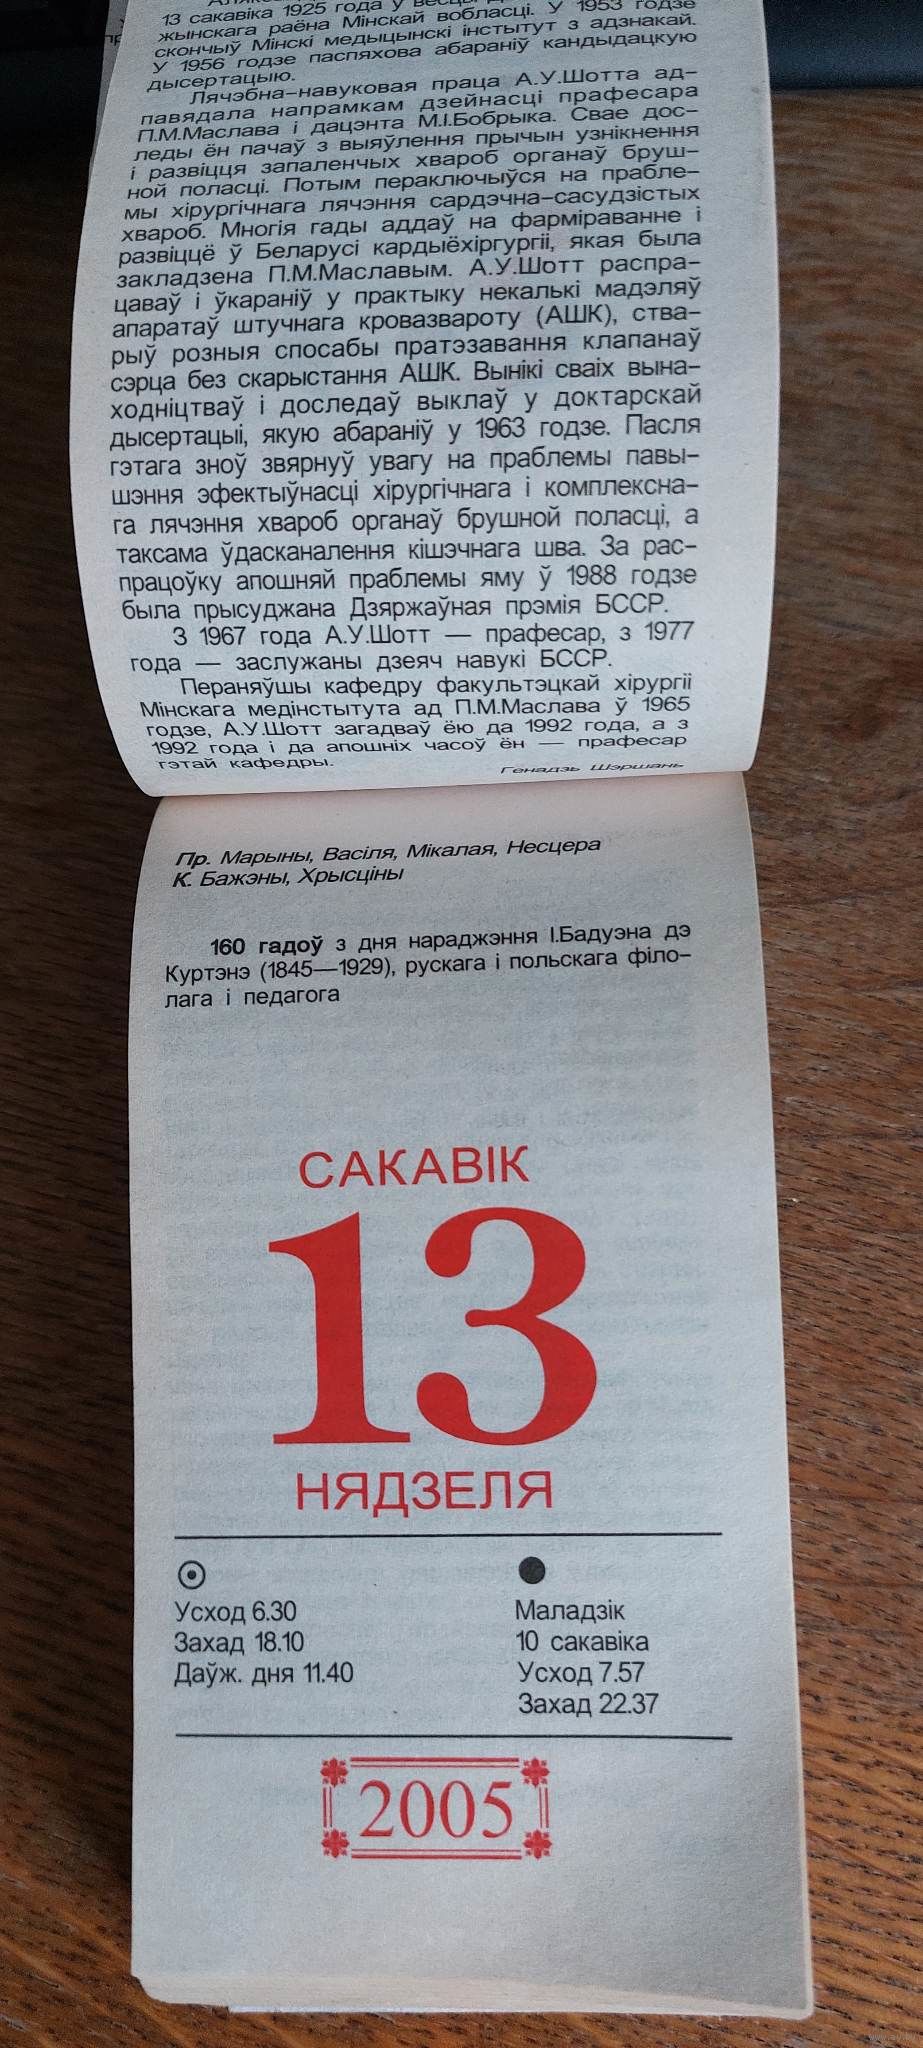 13 сакавіка 1925 года ў весцы
жынскага раёна Мінскай вобласці. У 1953 годзе
скончыў Мінскі медыцынскі інстытут з адзнакай.
У 1956 годзе паспяхова абараніў кандыдацкую
дысертацыю.
Лячэбна-навуковая праца А.У.Шотта ад-
павядала напрамкам дзейнасці прафесара
П.М.Маслава і дацэнта М.І.Бобрыка. Свае дос-
леды ён пачаў з выяўлення прычын узнікнення
і развіцця запаленчых хвароб органаў бруш-
ной поласці. Потым пераключыўся на прабле-
мы хірургічнага лячэння сардэчна-сасудзістых
хвароб. Многія гады аддаў на фарміраванне і
развіццё ў Беларусі кардыёхіргургіі, якая была
закладзена П.М.Маславым. А.У.Шотт распра-
цаваў і ўкараніў у практыку некалькі мадэляў
апаратаў штучнага кровазвароту (АШК), ства-
рыў розныя спосабы пратэзавання клапанаў
сэрца без скарыстання АШК. Вынікі сваіх вына-
ходніцтваў і доследаў выклаў у доктарскай
дысертацыі, якую абараніў у 1963 годзе. Пасля
гэтага зноў звярнуў увагу на праблемы павы-
шэння эфектыўнасці хірургічнага і комплексна-
га лячэння хвароб органаў брушной поласці, а
таксама ўдасканалення кішэчнага шва. За рас-
працоўку апошняй праблемы яму ў 1988 годзе
была прысуджана Дзяржаўная прэмія БССР.
З 1967 года А.У.Шотт — прафесар, з 1977
года — заслужаны дзеяч навукі БССР.
Пераняўшы кафедру факультэцкай хірургіі
Мінскага медінстытута ад П.М.Маслава ў 1965
годзе, А.У.Шотт загадваў ёю да 1992 года, а з
1992 года і да апошніх часоў ён — прафесар
гэтай кафедры.
Генадзь Шэршань
Пр. Марыны, Васіля, Мікалая, Несцера
К. Бажэны, Хрысціны
160 гадоў з дня нараджэння І.Бадуэна дэ
Куртэнэ (1845—1929), рускага і польскага філо-
лага і педагога
САКАВІК
13
НЯДЗЕЛЯ
Усход 6.30
Захад 18.10
Даўж. дня 11.40
Маладзік
10 сакавіка
Усход 7.57
Захад 22.37
2005